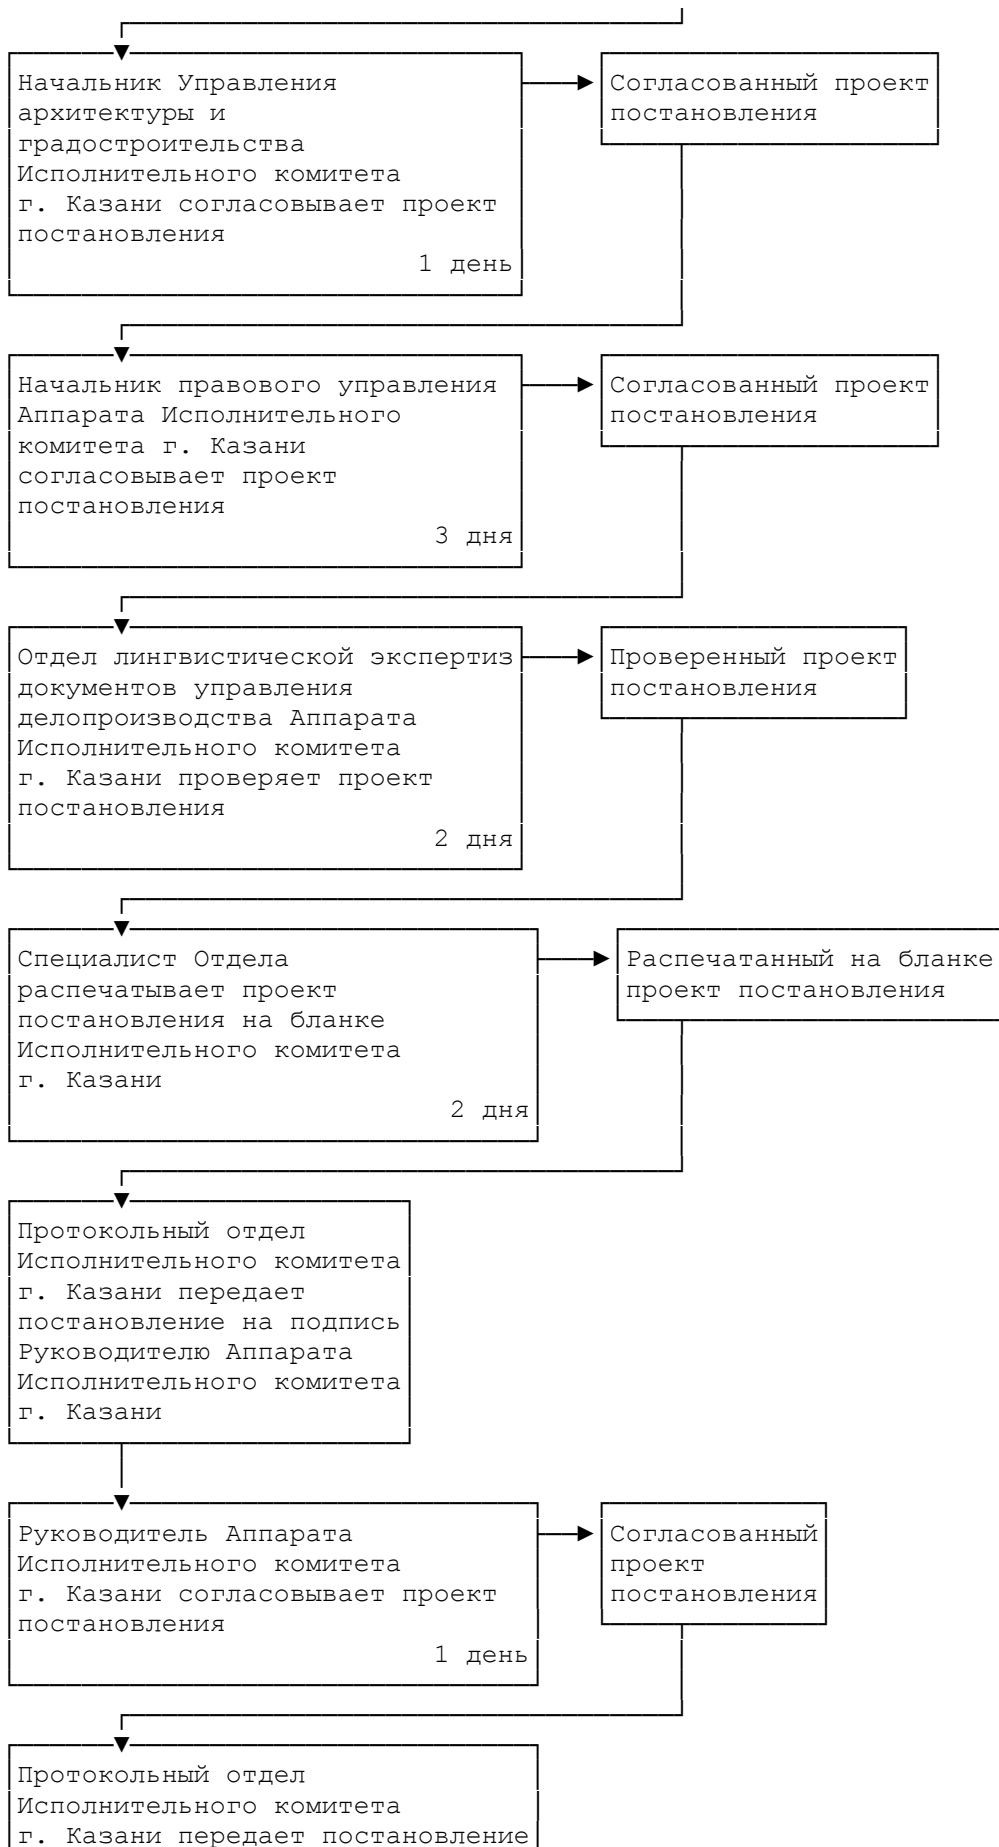 Начальник Управления
архитектуры и
градостроительства
Исполнительного комитета
г. Казани согласовывает проект
постановления
1 день
Согласованный проект
постановления
Начальник правового управления
Аппарата Исполнительного
комитета г. Казани
согласовывает проект
постановления
3 дня
Согласованный проект
постановления
Отдел лингвистической экспертиз
документов управления
делопроизводства Аппарата
Исполнительного комитета
г. Казани проверяет проект
постановления
2 дня
Проверенный проект
постановления
Специалист Отдела
распечатывает проект
постановления на бланке
Исполнительного комитета
г. Казани
2 дня
Распечатанный на бланке
проект постановления
Протокольный отдел
Исполнительного комитета
г. Казани передает
постановление на подпись
Руководителю Аппарата
Исполнительного комитета
г. Казани
Руководитель Аппарата
Исполнительного комитета
г. Казани согласовывает проект
постановления
1 день
Согласованный
проект
постановления
Протокольный отдел
Исполнительного комитета
г. Казани передает постановление